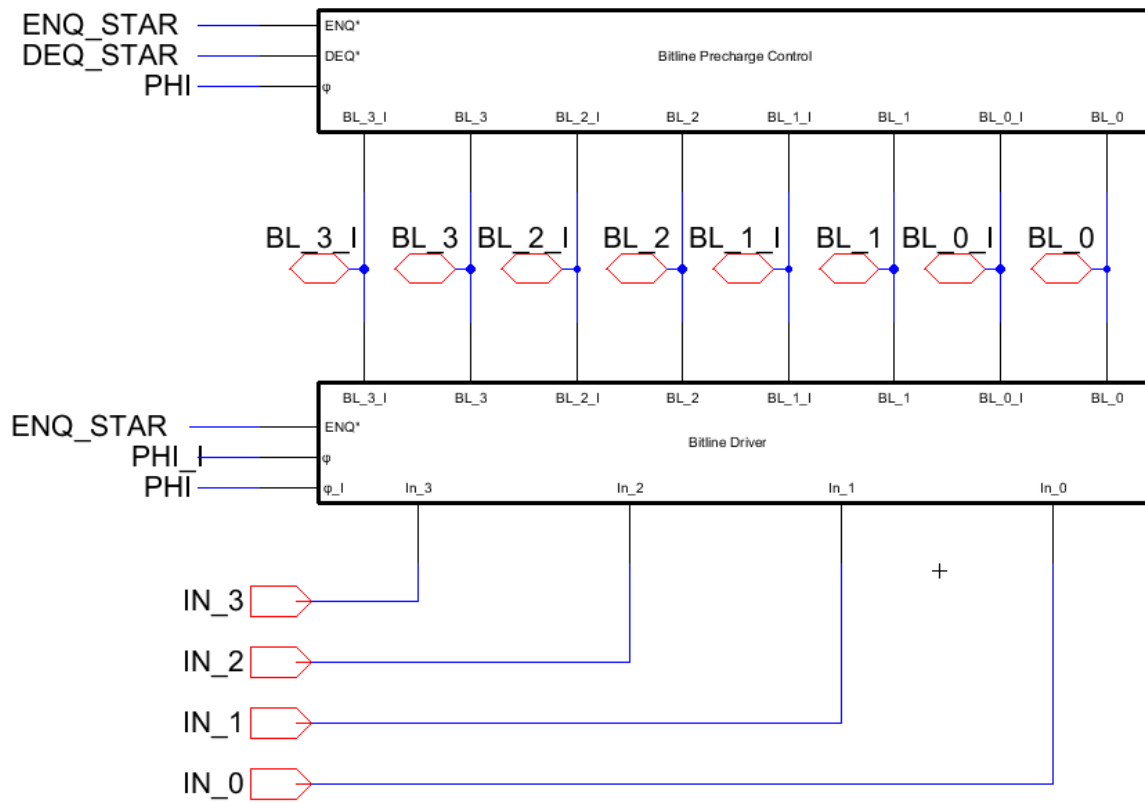 ENQ_STAR ENQ*
DEQ_STAR DEQ* Bitline Precharge Control
PHI φ
BL_3_I BL_3 BL_2_I BL_2 BL_1_I BL_1 BL_0_I BL_0
BL_3_I BL_3 BL_2_I BL_2 BL_1_I BL_1 BL_0_I BL_0
BL_3_I BL_3 BL_2_I BL_2 BL_1_I BL_1 BL_0_I BL_0
ENQ_STAR ENQ* Bitline Driver
PHI_I φ
PHI φ_I In_3 In_2 In_1 In_0
IN_3
IN_2
IN_1
IN_0